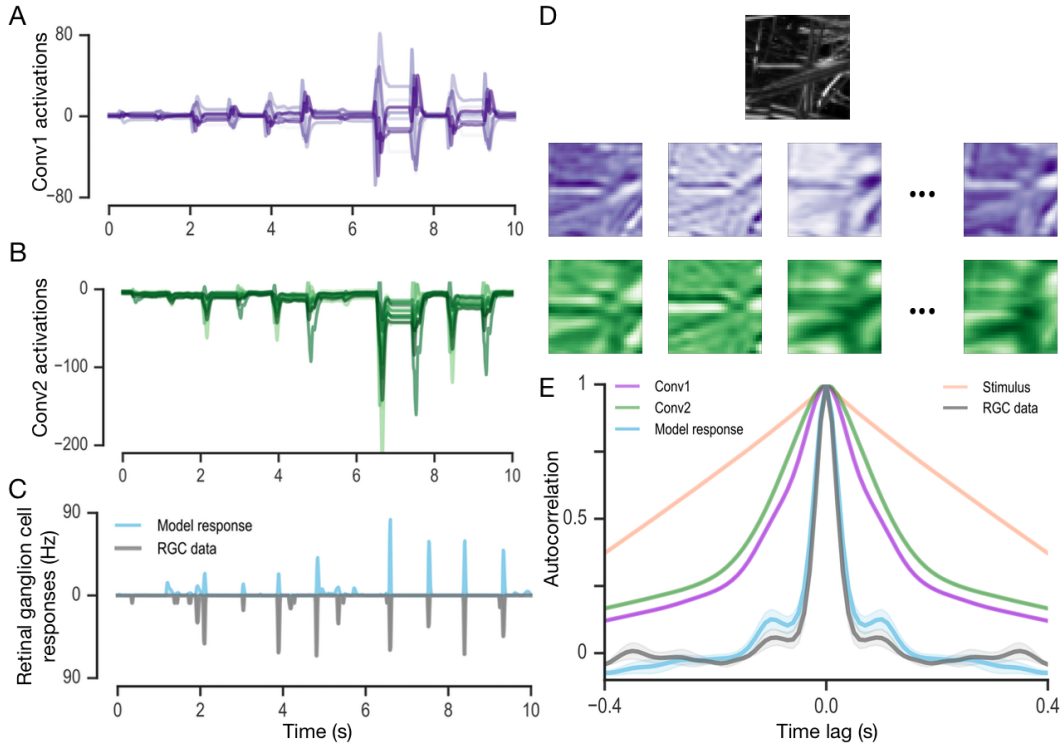 A
Conv1 activations
80
0
−80
0
2
4
6
8
10
B
Conv2 activations
0
−100
−200
0
2
4
6
8
10
C
Retinal ganglion cell
responses (Hz)
90
0
90
Model response
RGC data
0
2
4
6
8
10
Time (s)
D
•••
•••
E
Autocorrelation
1
0.5
0
Conv1
Conv2
Model response
Stimulus
RGC data
−0.4
0.0
0.4
Time lag (s)